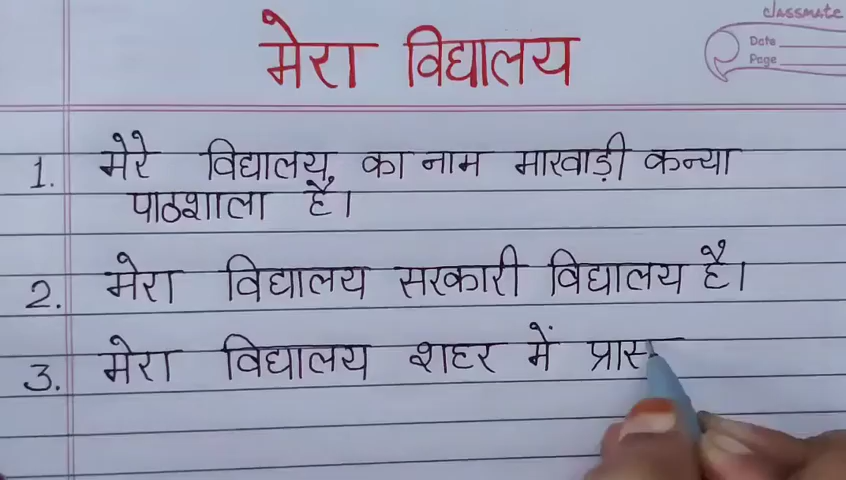 classmate
Date
Page
मेरा विद्यालय
1. मेरे विद्यालय का नाम मारवाड़ी कन्या
पाठशाला है।
2. मेरा विद्यालय सरकारी विद्यालय है।
3. मेरा विद्यालय शहर में